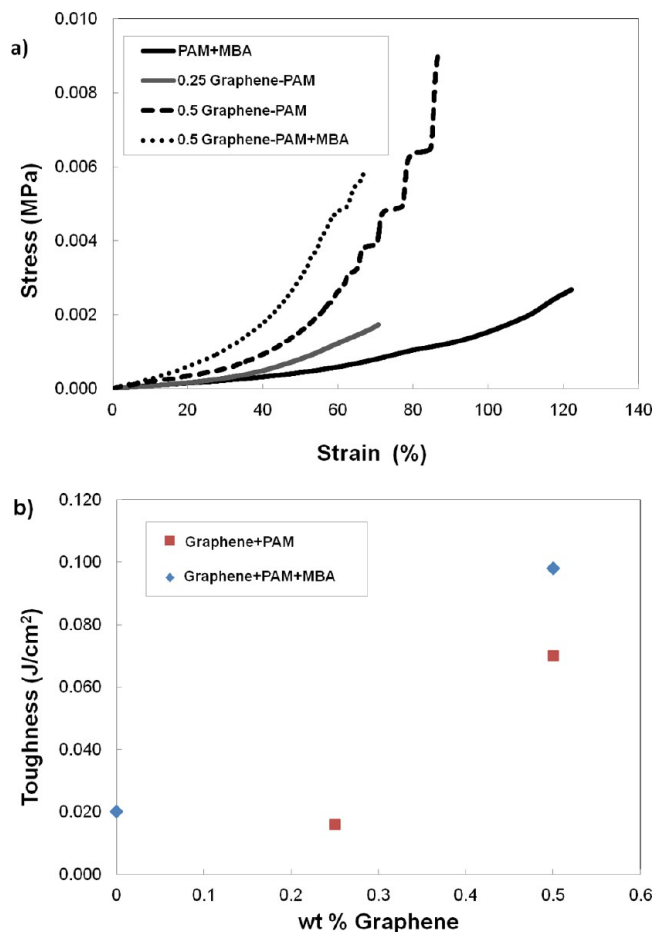 a)
0.010
0.008
0.006
0.004
0.002
0.000
Stress (MPa)
PAM+MBA
0.25 Graphene-PAM
0.5 Graphene-PAM
0.5 Graphene-PAM+MBA
0 20 40 60 80 100 120 140
Strain (%)
b)
0.120
0.100
0.080
0.060
0.040
0.020
0.000
Toughness (J/cm²)
Graphene+PAM
Graphene+PAM+MBA
0 0.1 0.2 0.3 0.4 0.5 0.6
wt % Graphene